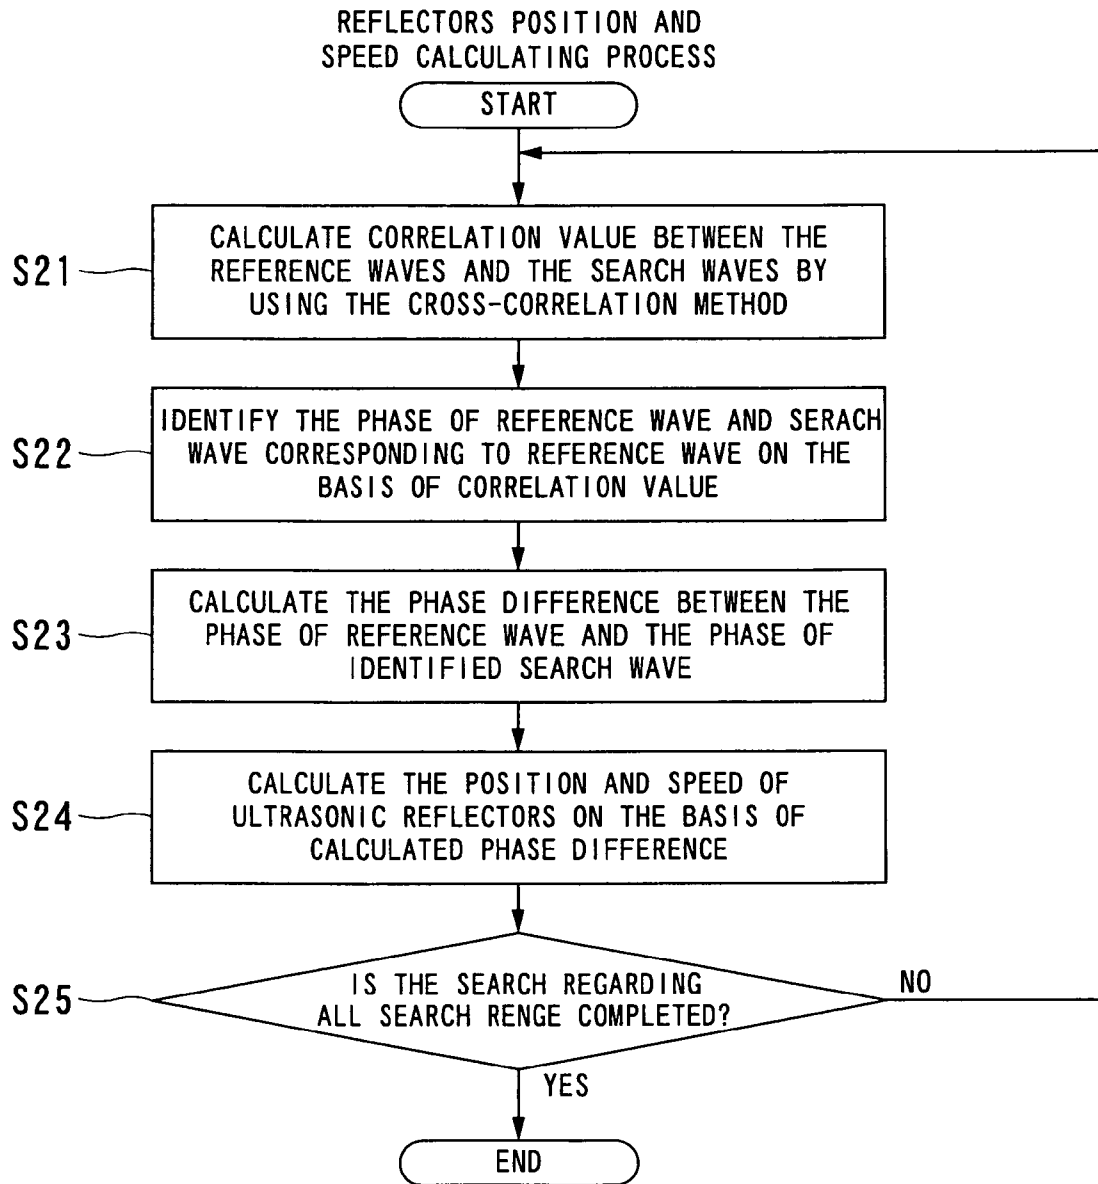 REFLECTORS POSITION AND
SPEED CALCULATING PROCESS
START
S21
CALCULATE CORRELATION VALUE BETWEEN THE
REFERENCE WAVES AND THE SEARCH WAVES BY
USING THE CROSS-CORRELATION METHOD
S22
IDENTIFY THE PHASE OF REFERENCE WAVE AND SERACH
WAVE CORRESPONDING TO REFERENCE WAVE ON THE
BASIS OF CORRELATION VALUE
S23
CALCULATE THE PHASE DIFFERENCE BETWEEN THE
PHASE OF REFERENCE WAVE AND THE PHASE OF
IDENTIFIED SEARCH WAVE
S24
CALCULATE THE POSITION AND SPEED OF
ULTRASONIC REFLECTORS ON THE BASIS OF
CALCULATED PHASE DIFFERENCE
S25
IS THE SEARCH REGARDING
ALL SEARCH RENGE COMPLETED?
NO
YES
END